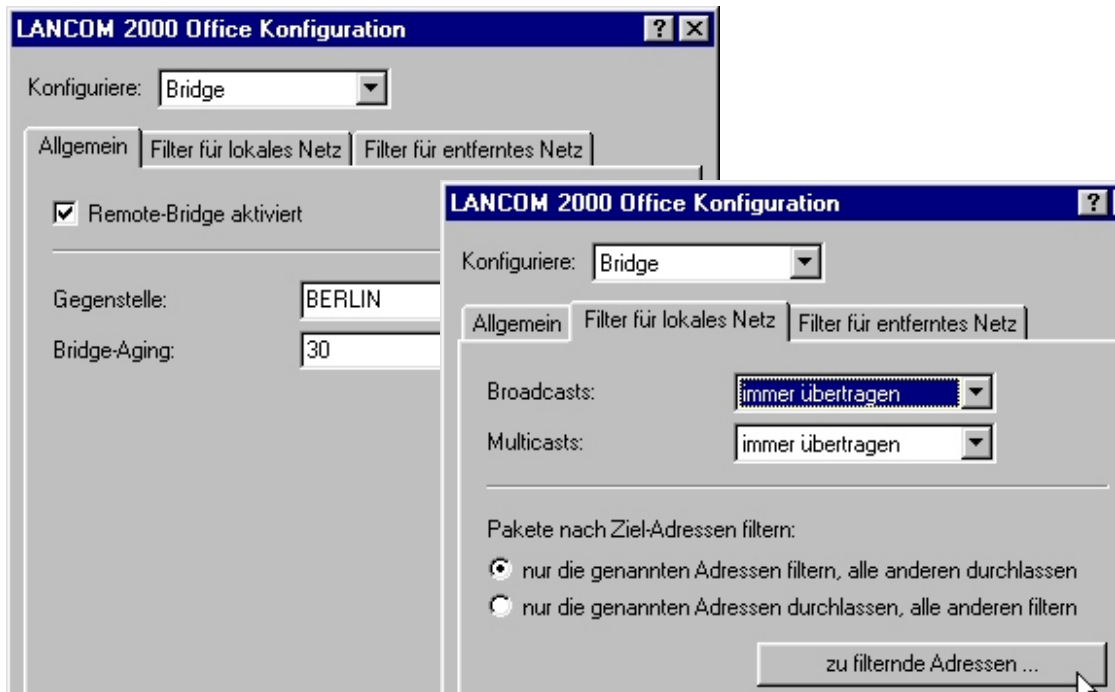 LANCOM 2000 Office Konfiguration
Konfiguriere: Bridge
Allgemein Filter für lokales Netz Filter für entferntes Netz
Remote-Bridge aktiviert
Gegenstelle: BERLIN
Bridge-Aging: 30
LANCOM 2000 Office Konfiguration
Konfiguriere: Bridge
Allgemein Filter für lokales Netz Filter für entferntes Netz
Broadcasts: immer übertragen
Multicasts: immer übertragen
Pakete nach Ziel-Adressen filtern:
nur die genannten Adressen filtern, alle anderen durchlassen
nur die genannten Adressen durchlassen, alle anderen filtern
zu filternde Adressen ...